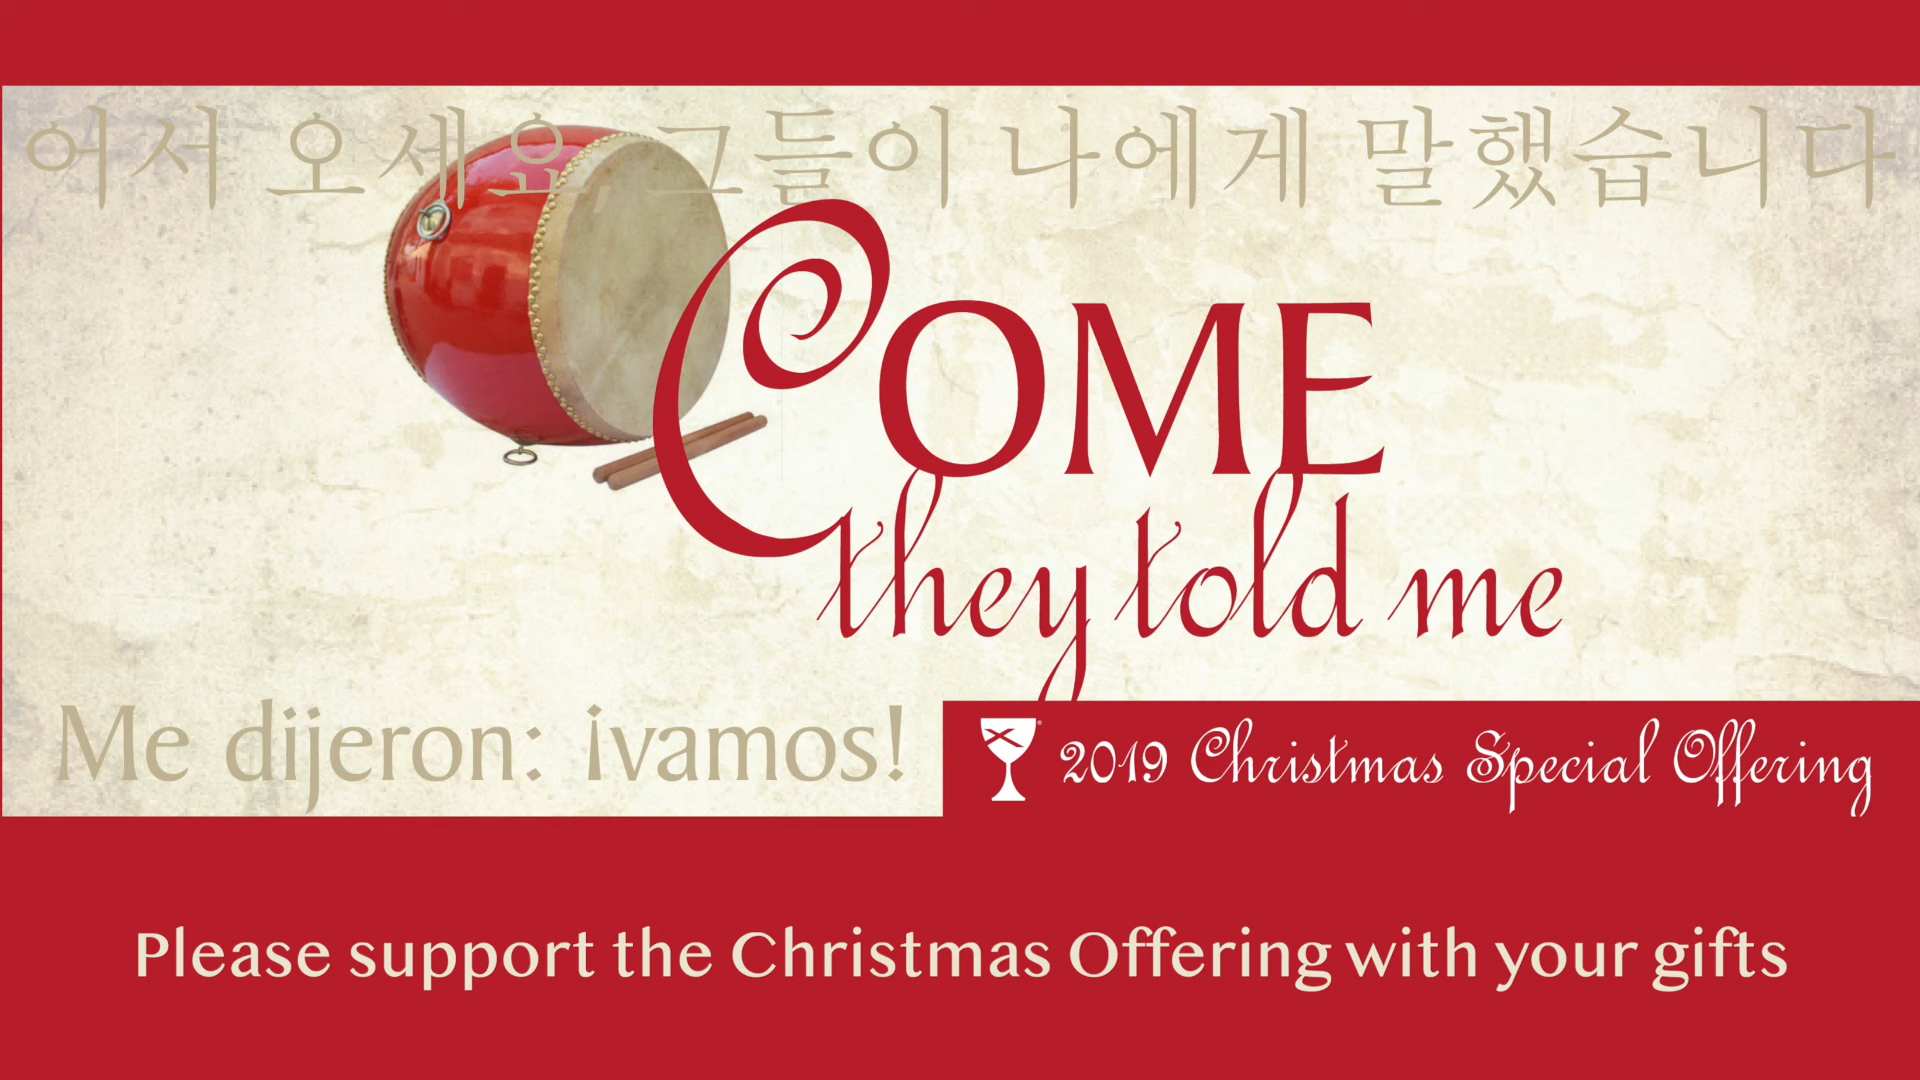 어서 오세요, 그들이 나에게 말했습니다
COME
they told me
Me dijeron: ¡vamos!
2019 Christmas Special Offering
Please support the Christmas Offering with your gifts